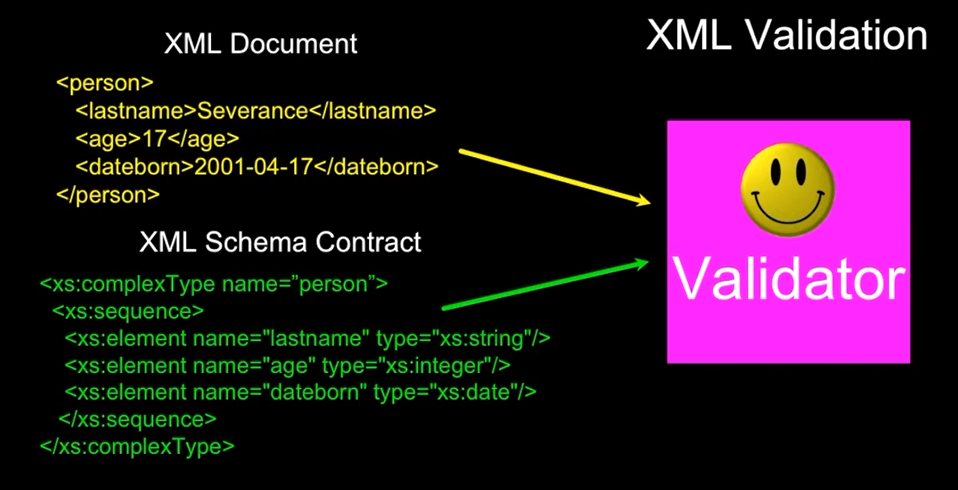 XML Document
<person>
<lastname>Severance</lastname>
<age>17</age>
<dateborn>2001-04-17</dateborn>
</person>
XML Schema Contract
<xs:complexType name="person”>
<xs:sequence>
<xs:element name="lastname" type="xs:string"/>
<xs:element name="age" type="xs:integer"/>
<xs:element name="dateborn" type="xs:date"/>
</xs:sequence>
</xs:complexType>
XML Validation
Validator